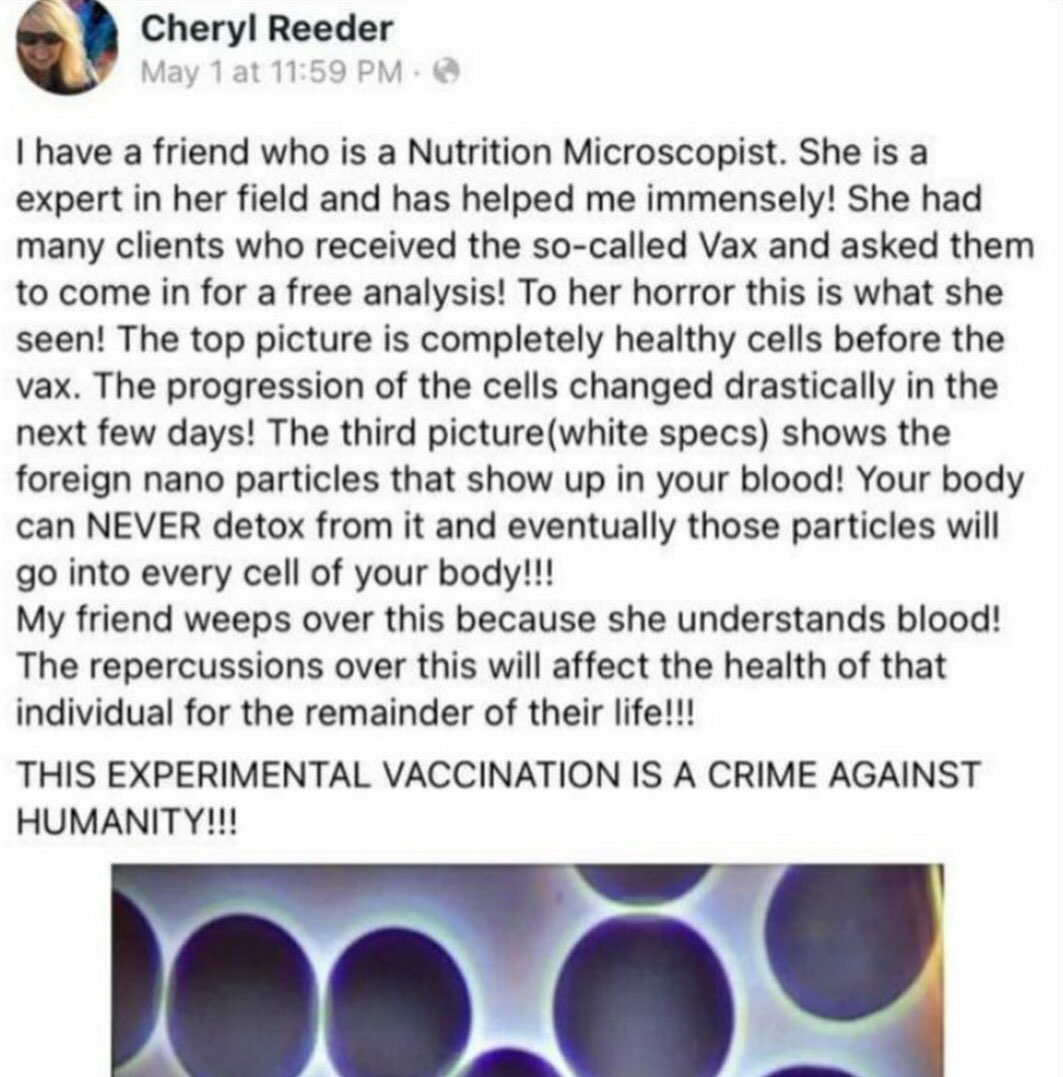 Cheryl Reeder
May 1 at 11:59 PM ·
I have a friend who is a Nutrition Microscopist. She is a
expert in her field and has helped me immensely! She had
many clients who received the so-called Vax and asked them
to come in for a free analysis! To her horror this is what she
seen! The top picture is completely healthy cells before the
vax. The progression of the cells changed drastically in the
next few days! The third picture(white specs) shows the
foreign nano particles that show up in your blood! Your body
can NEVER detox from it and eventually those particles will
go into every cell of your body!!!
My friend weeps over this because she understands blood!
The repercussions over this will affect the health of that
individual for the remainder of their life!!!
THIS EXPERIMENTAL VACCINATION IS A CRIME AGAINST
HUMANITY!!!